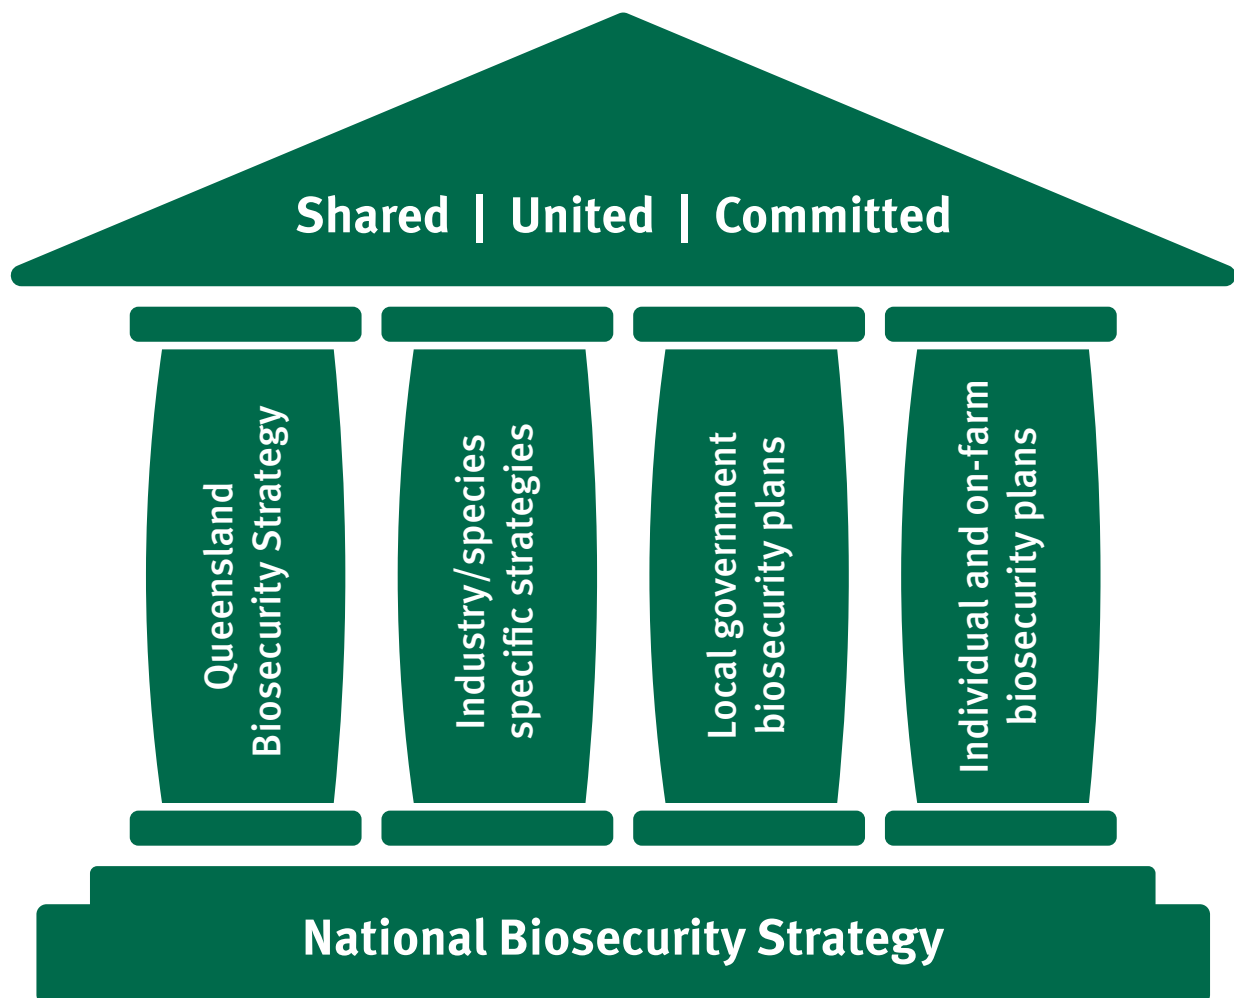 Shared | United | Committed
Queensland
Biosecurity Strategy
Industry/species
specific strategies
Local government
biosecurity plans
Individual and on-farm
biosecurity plans
National Biosecurity Strategy